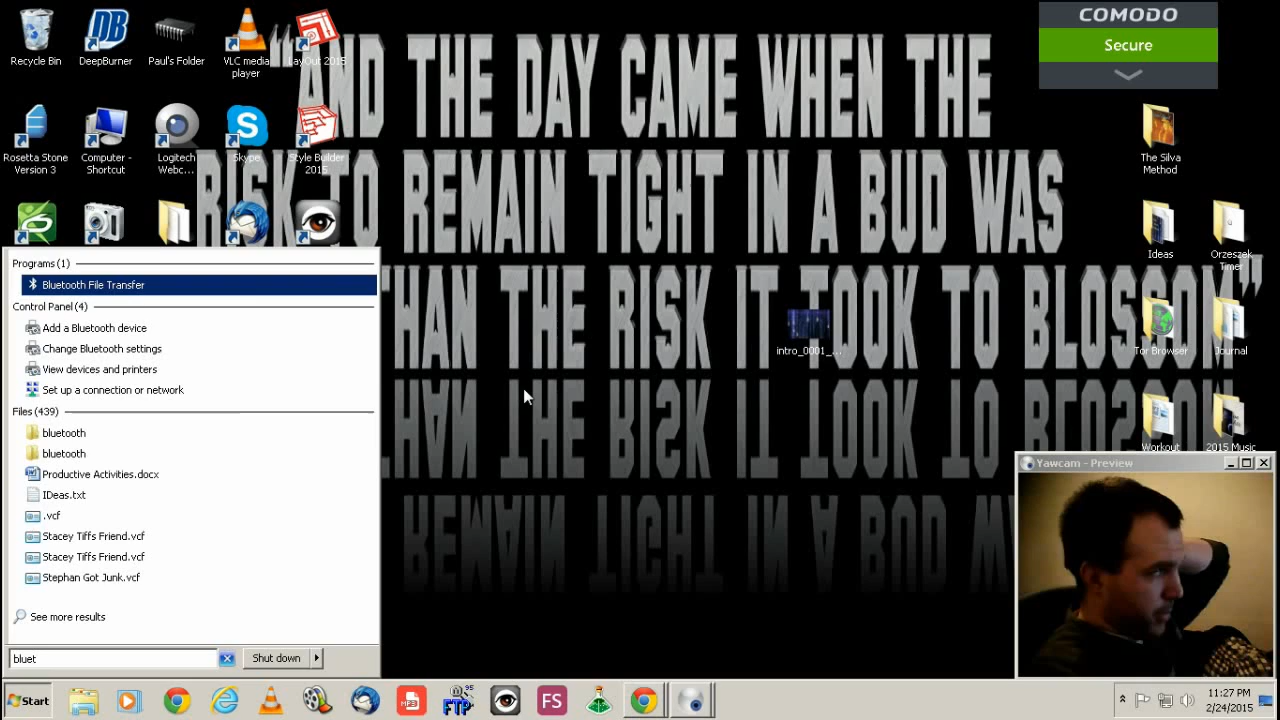 "AND THE DAY CAME WHEN THE
RISK TO REMAIN TIGHT IN A BUD WAS
THAN THE RISK IT TOOK TO BLOSSOM"
Recycle Bin
DeepBurner
Paul's Folder
VLC media
player
LayOut 2015
Rosetta Stone
Version 3
Computer -
Shortcut
Logitech
Webc...
Skype
Style Builder
2015
COMODO
Secure
The Silva
Method
Ideas
Orzeszek
Timer
intro_0001_...
Tor Browser
Journal
Workout
2015 Music
Programs (1)
Bluetooth File Transfer
Control Panel (4)
Add a Bluetooth device
Change Bluetooth settings
View devices and printers
Set up a connection or network
Files (439)
bluetooth
bluetooth
Productive Activities.docx
IDeas.txt
.vcf
Stacey Tiffs Friend.vcf
Stacey Tiffs Friend.vcf
Stephan Got Junk.vcf
See more results
bluet
Shut down
Yawcam - Preview
Start
MP3
95
FTP
FS
11:27 PM
2/24/2015